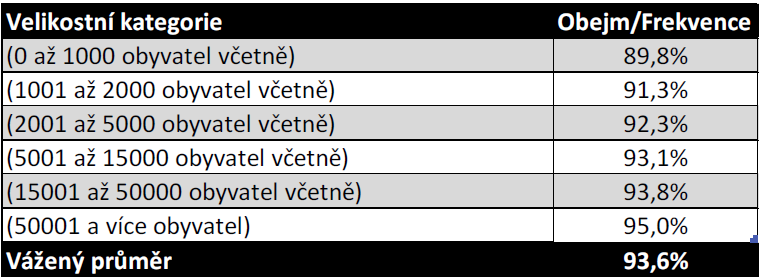 Velikostní kategorie Obejm/Frekvence
(0 až 1000 obyvatel včetně) 89,8%
(1001 až 2000 obyvatel včetně) 91,3%
(2001 až 5000 obyvatel včetně) 92,3%
(5001 až 15000 obyvatel včetně) 93,1%
(15001 až 50000 obyvatel včetně) 93,8%
(50001 a více obyvatel) 95,0%
Vážený průměr 93,6%